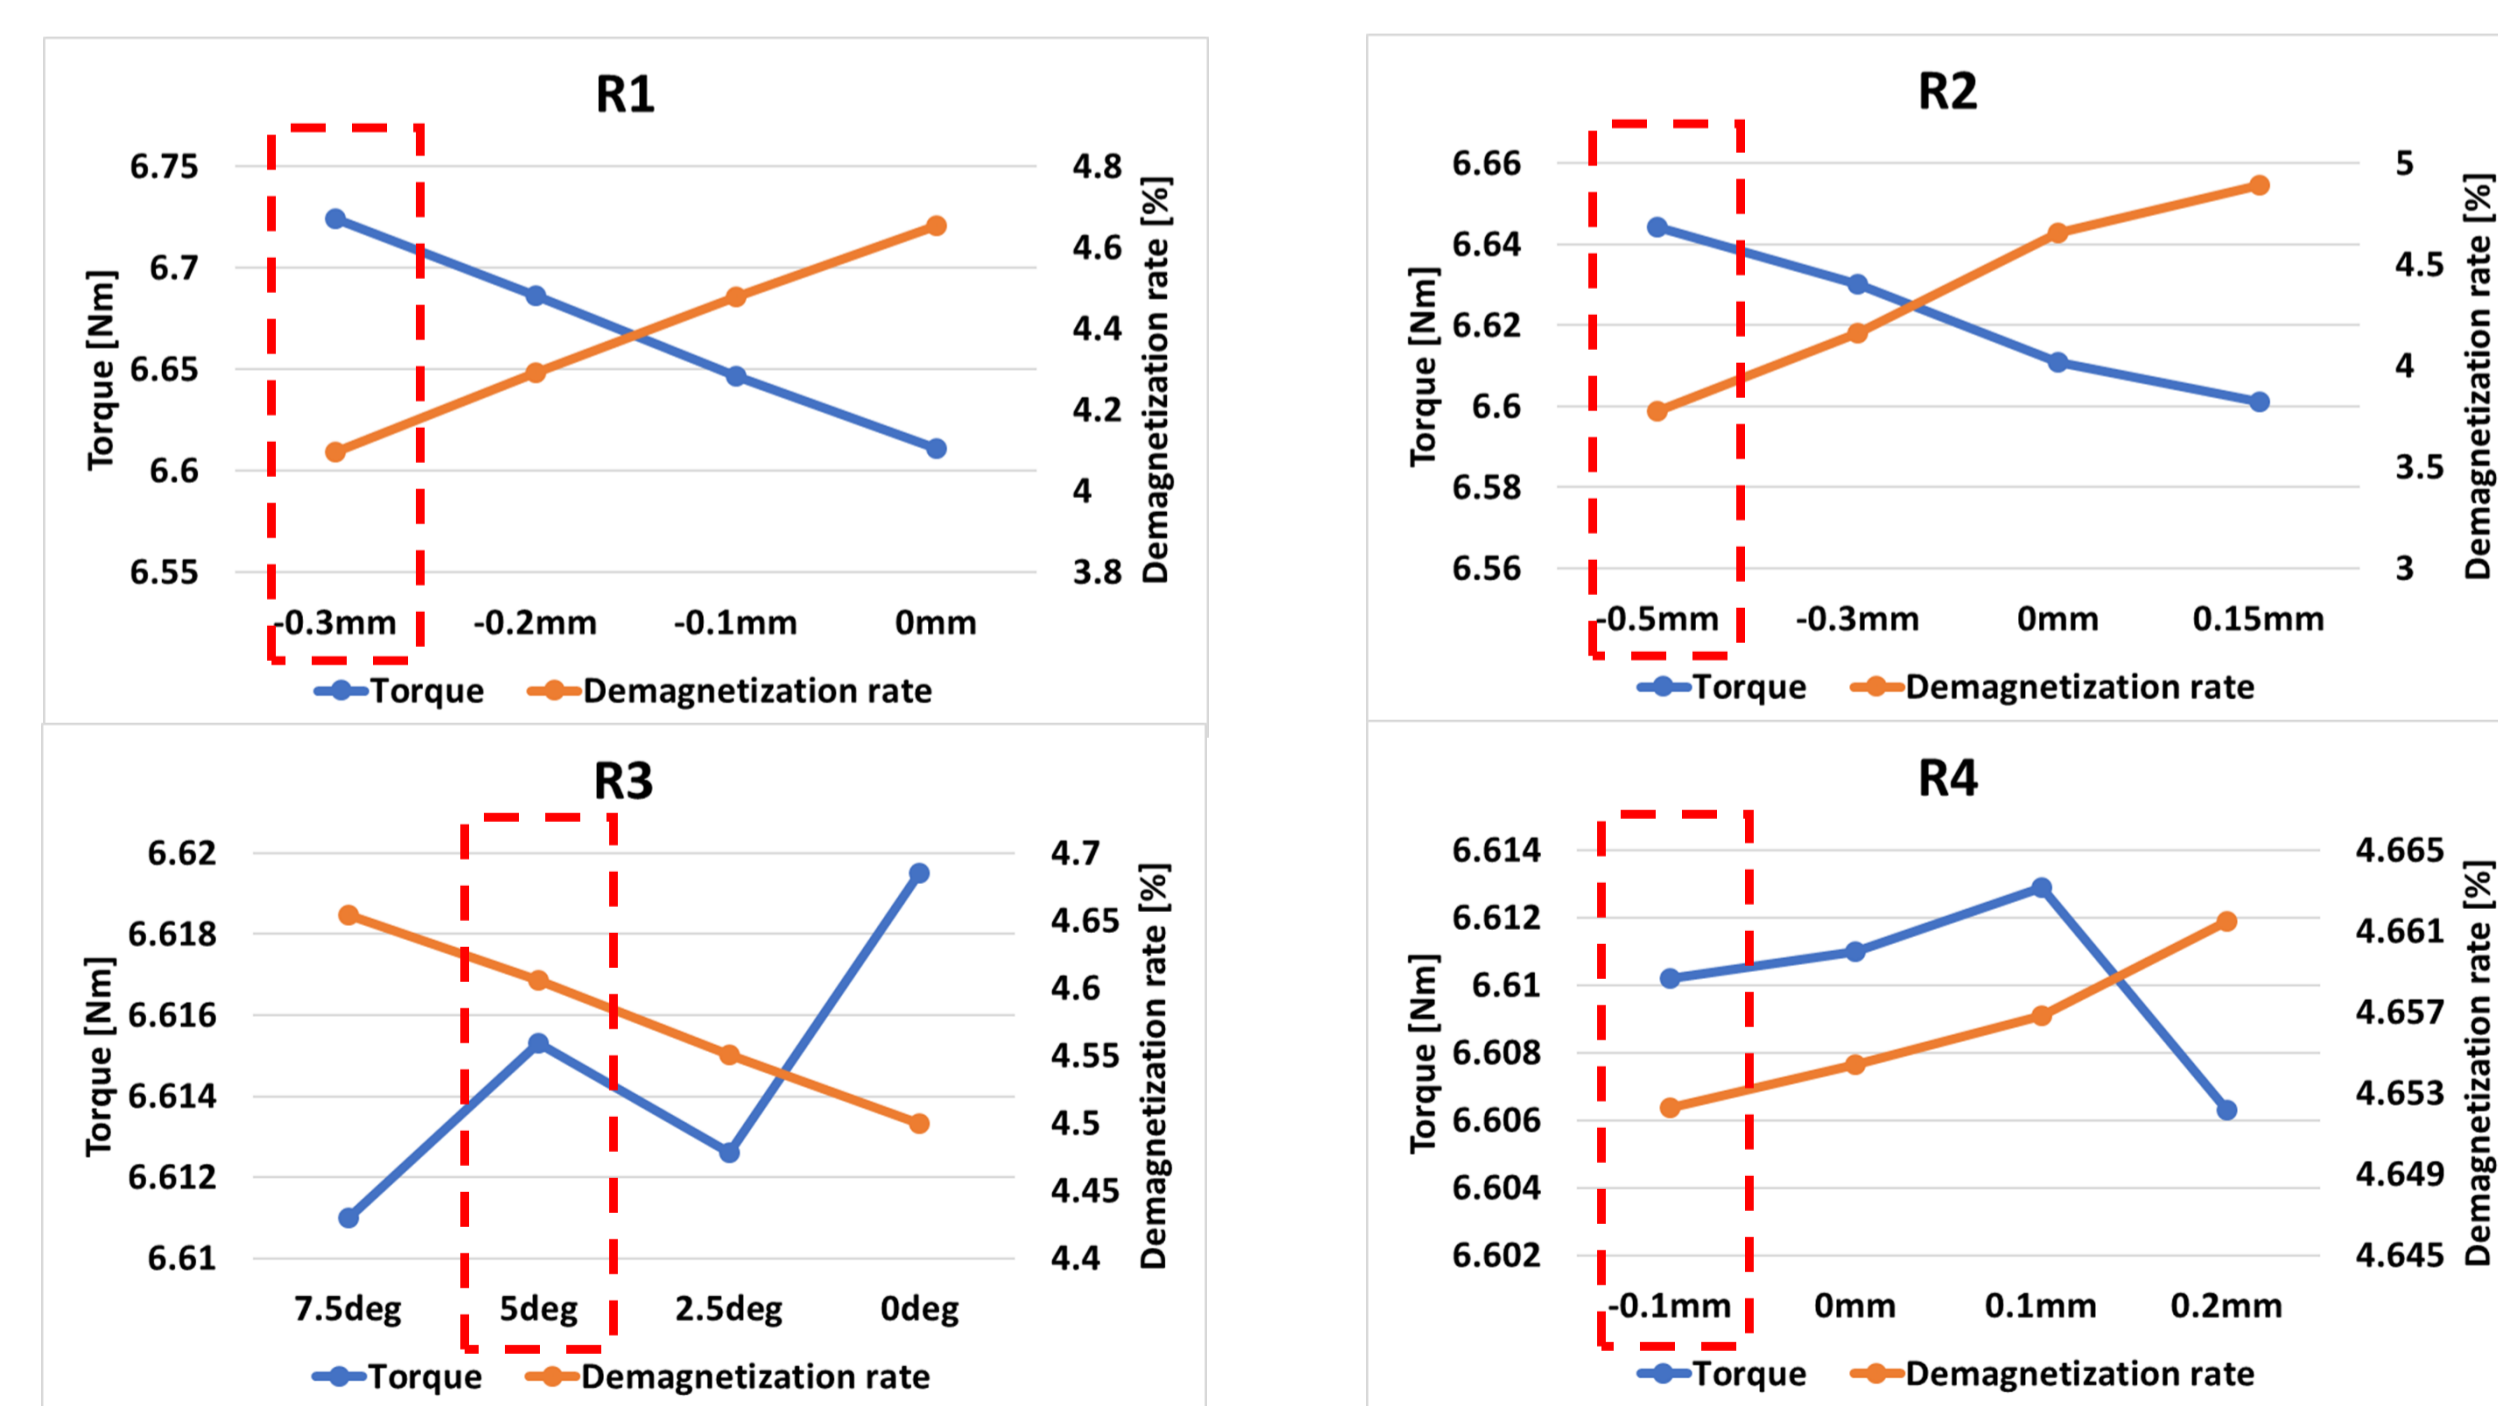 R1
6.75
6.7
6.65
6.6
6.55
Torque [Nm]
4.8
4.6
4.4
4.2
4
3.8
Demagnetization rate [%]
-0.3mm -0.2mm -0.1mm 0mm
Torque Demagnetization rate
R2
6.66
6.64
6.62
6.6
6.58
6.56
Torque [Nm]
5
4.5
4
3.5
3
Demagnetization rate [%]
-0.5mm -0.3mm 0mm 0.15mm
Torque Demagnetization rate
R3
6.62
6.618
6.616
6.614
6.612
6.61
Torque [Nm]
4.7
4.65
4.6
4.55
4.5
4.45
4.4
Demagnetization rate [%]
7.5deg 5deg 2.5deg 0deg
Torque Demagnetization rate
R4
6.614
6.612
6.61
6.608
6.606
6.604
6.602
Torque [Nm]
4.665
4.661
4.657
4.653
4.649
4.645
Demagnetization rate [%]
-0.1mm 0mm 0.1mm 0.2mm
Torque Demagnetization rate